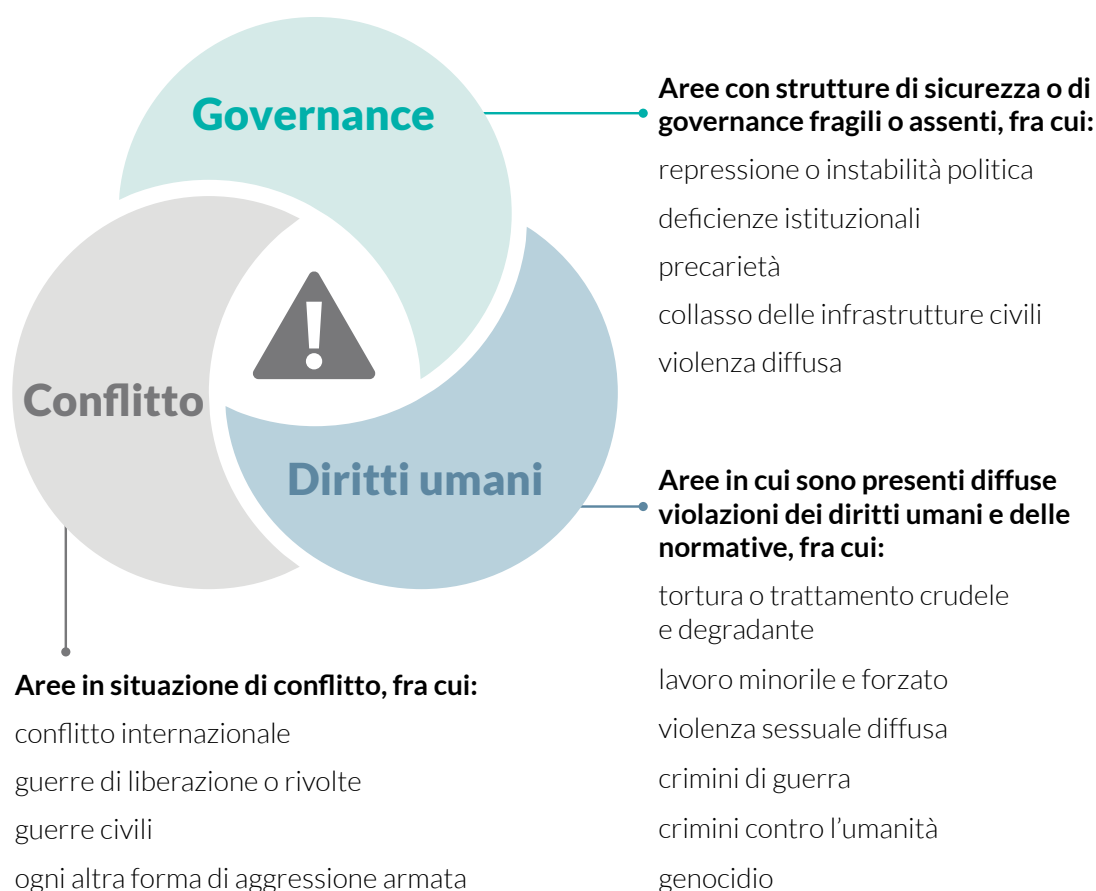 Governance
Conflitto
Diritti umani
Aree con strutture di sicurezza o di
governance fragili o assenti, fra cui:
repressione o instabilità politica
deficienze istituzionali
precarietà
collasso delle infrastrutture civili
violenza diffusa
Aree in cui sono presenti diffuse
violazioni dei diritti umani e delle
normative, fra cui:
tortura o trattamento crudele
e degradante
lavoro minorile e forzato
violenza sessuale diffusa
crimini di guerra
crimini contro l'umanità
genocidio
Aree in situazione di conflitto, fra cui:
conflitto internazionale
guerre di liberazione o rivolte
guerre civili
ogni altra forma di aggressione armata